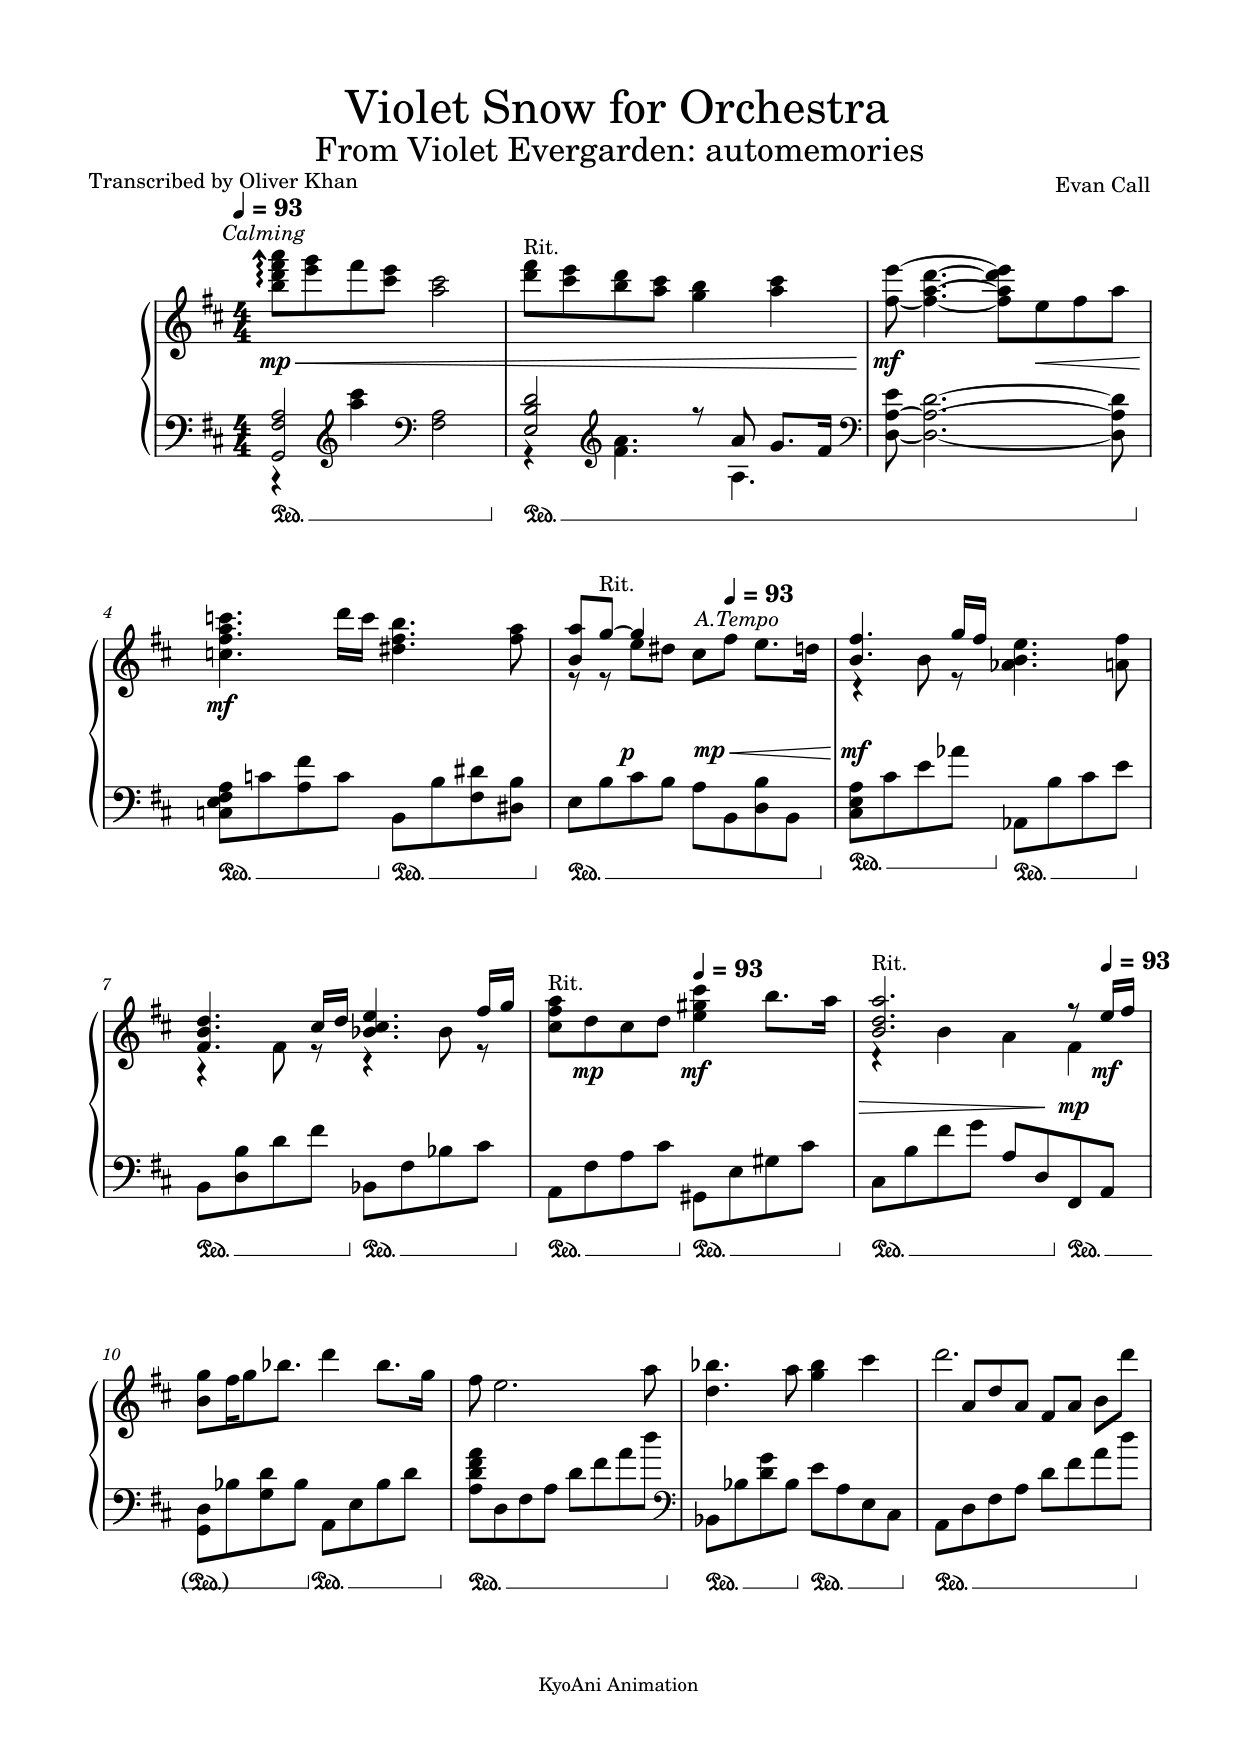 Violet Snow for Orchestra
From Violet Evergarden: automemories
Transcribed by Oliver Khan
Evan Call
♩ = 93
Calming
Rit.
mp
mf
Ped.
Ped.
4
Rit.
♩ = 93
A.Tempo
mf
p
mp
mf
Ped.
Ped.
Ped.
Ped.
Ped.
7
Rit.
♩ = 93
Rit.
♩ = 93
mp
mf
mp
mf
Ped.
Ped.
Ped.
Ped.
Ped.
Ped.
10
(Ped.)
Ped.
Ped.
Ped.
Ped.
Ped.
KyoAni Animation